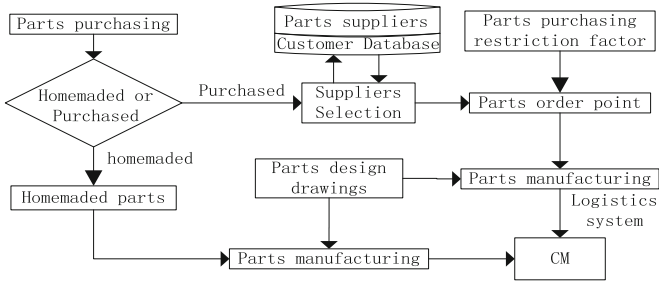 Parts purchasing
Parts suppliers
Customer Database
Parts purchasing
restriction factor
Homemaded or
Purchased
Purchased
Suppliers
Selection
Parts order point
homemaded
Homemaded parts
Parts design
drawings
Parts manufacturing
Logistics
system
Parts manufacturing
CM